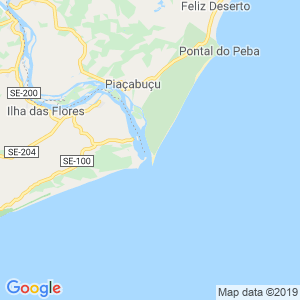 Feliz Deserto
Pontal do Peba
Piaçabuçu
SE-200
Ilha das Flores
SE-204
SE-100
Google
Map data ©2019